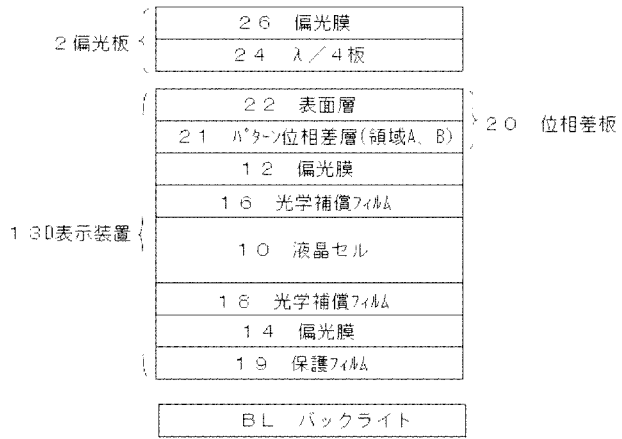 ２６　偏光膜
２偏光板
２４　λ／４板
２２　表面層
２１　ﾊﾟﾀｰﾝ位相差層(領域A、B)
２０　位相差板
１２　偏光膜
１６　光学補償ﾌｨﾙﾑ
１３D表示装置
１０　液晶セル
１８　光学補償ﾌｨﾙﾑ
１４　偏光膜
１９　保護ﾌｨﾙﾑ
ＢＬ　バックライト